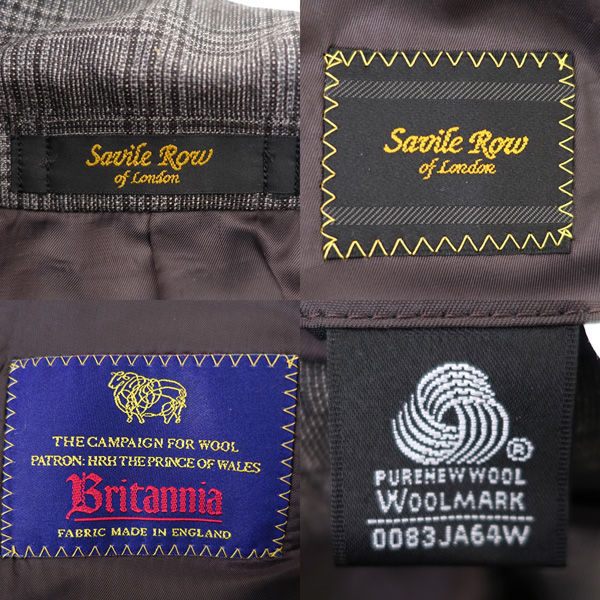 Savile Row
of London
Savile Row
of London
THE CAMPAIGN FOR WOOL
PATRON: HRH THE PRINCE OF WALES
Britannia
FABRIC MADE IN ENGLAND
®
PURE NEW WOOL
WOOLMARK
0083JA64W